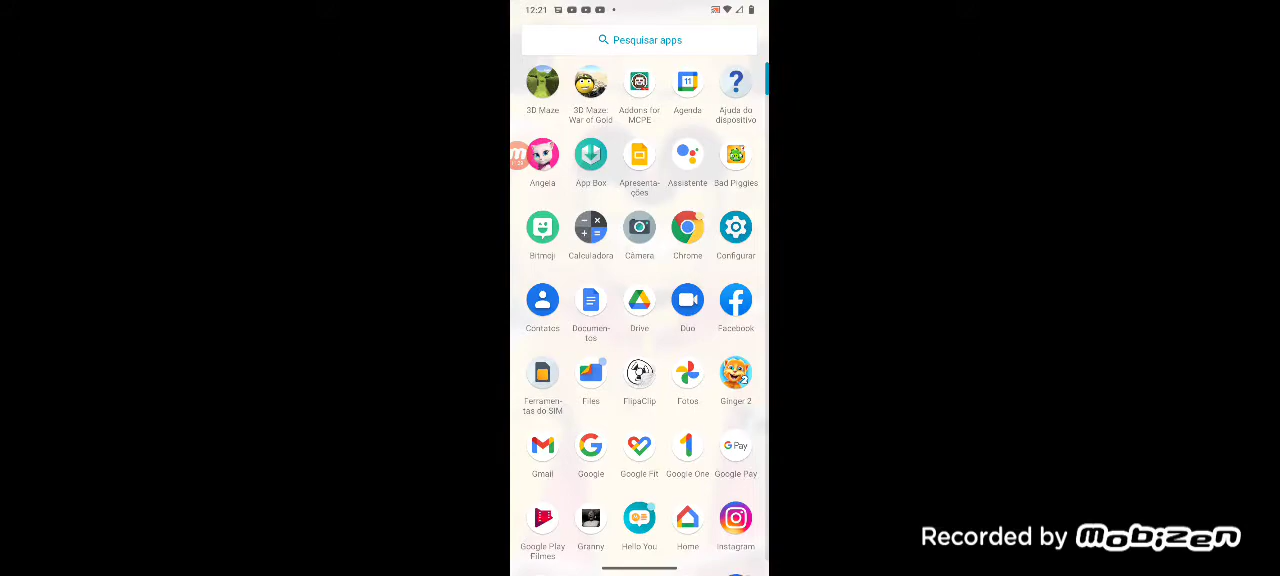 12:21
Pesquisar apps
3D Maze
3D Maze: War of Gold
Addons for MCPE
Agenda
Ajuda do dispositivo
Angela
App Box
Apresenta-
ções
Assistente
Bad Piggies
Bitmoji
Calculadora
Câmera
Chrome
Configurar
Contatos
Documen-
tos
Drive
Duo
Facebook
Ferramen-
tas do SIM
Files
FlipaClip
Fotos
Ginger 2
Gmail
Google
Google Fit
Google One
Google Pay
Google Play
Filmes
Granny
Hello You
Home
Instagram
11
2
G Pay
Recorded by mobizen